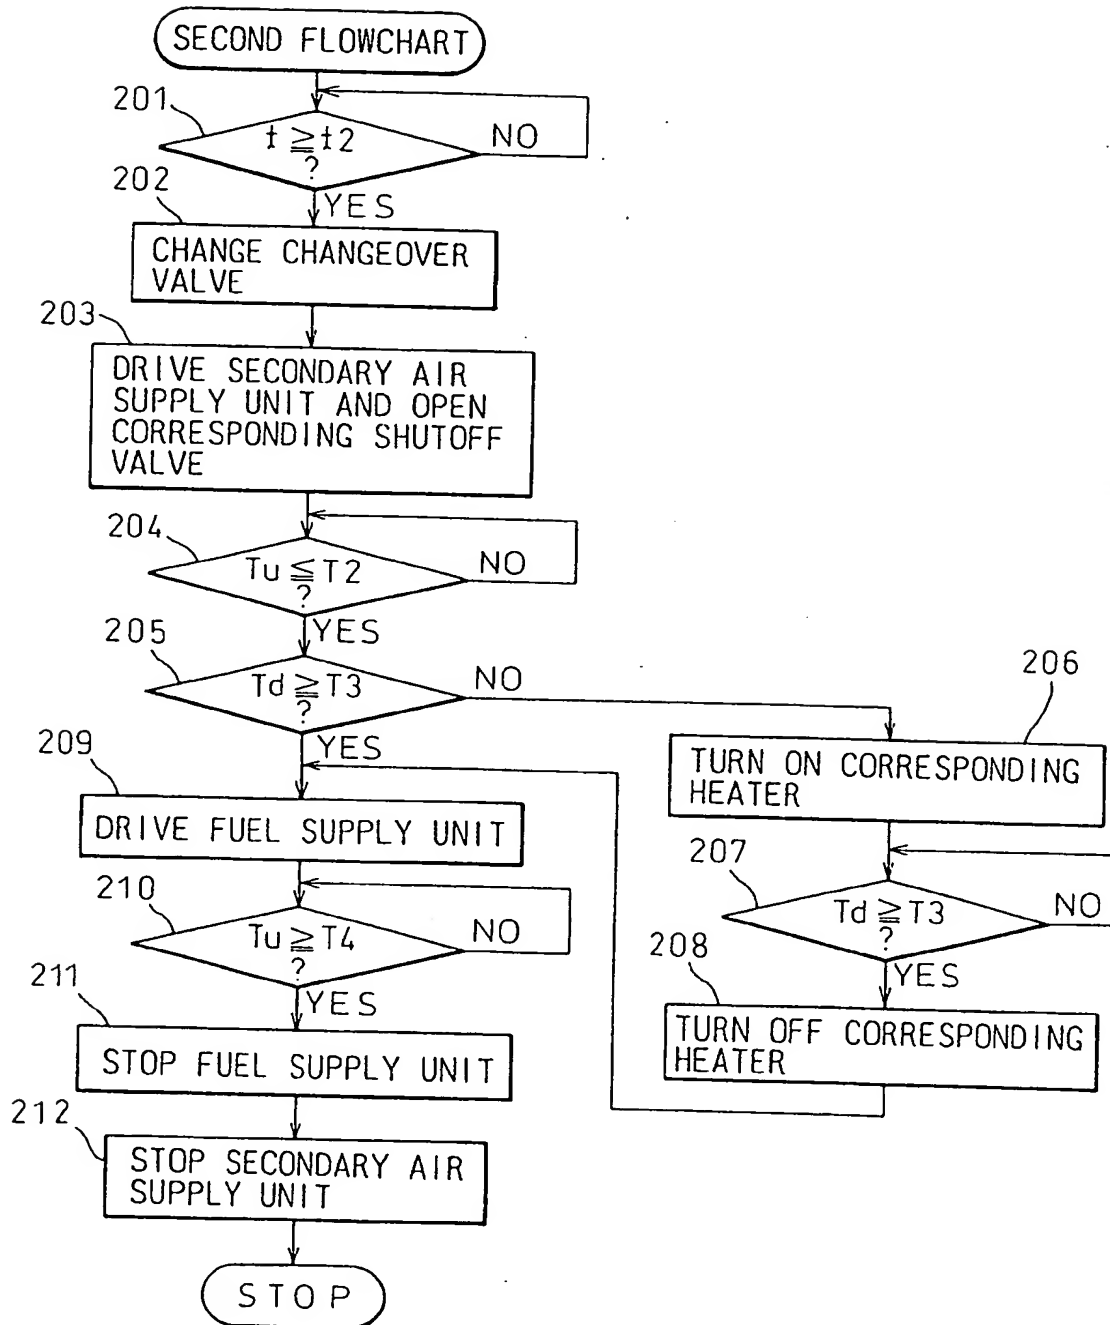 SECOND FLOWCHART
201
t ≧ t2
?
NO
YES
202
CHANGE CHANGEOVER
VALVE
203
DRIVE SECONDARY AIR
SUPPLY UNIT AND OPEN
CORRESPONDING SHUTOFF
VALVE
204
Tu ≦ T2
?
NO
YES
205
Td ≧ T3
?
NO
YES
206
TURN ON CORRESPONDING
HEATER
207
Td ≧ T3
?
NO
YES
208
TURN OFF CORRESPONDING
HEATER
209
DRIVE FUEL SUPPLY UNIT
210
Tu ≧ T4
?
NO
YES
211
STOP FUEL SUPPLY UNIT
212
STOP SECONDARY AIR
SUPPLY UNIT
STOP